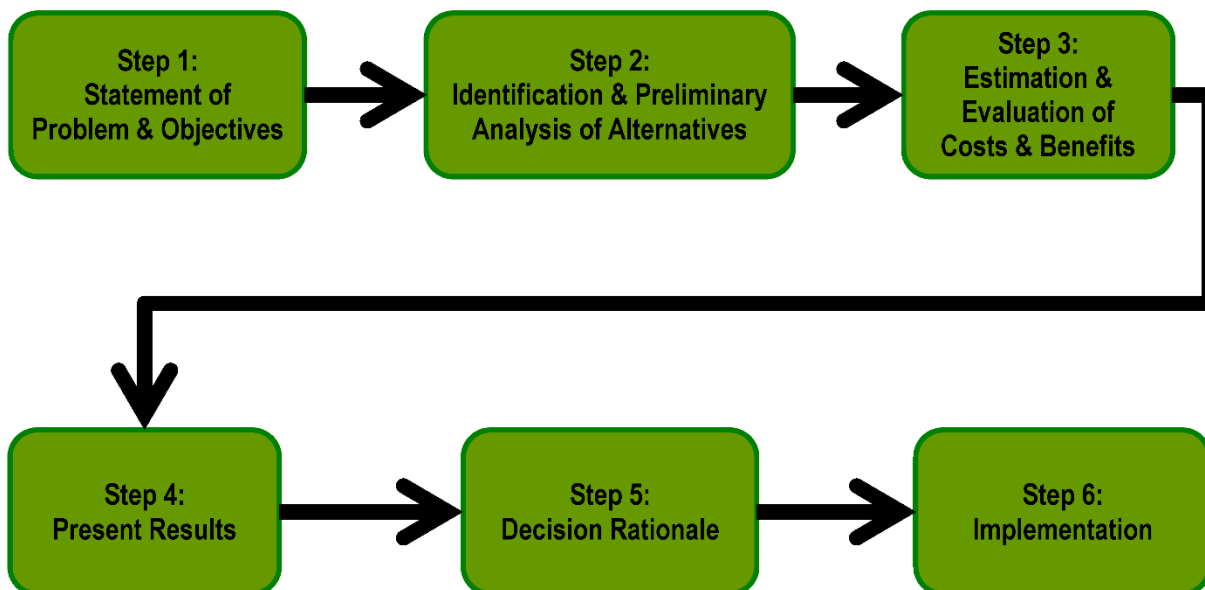 Step 1:
Statement of
Problem & Objectives
Step 2:
Identification & Preliminary
Analysis of Alternatives
Step 3:
Estimation &
Evaluation of
Costs & Benefits
Step 4:
Present Results
Step 5:
Decision Rationale
Step 6:
Implementation